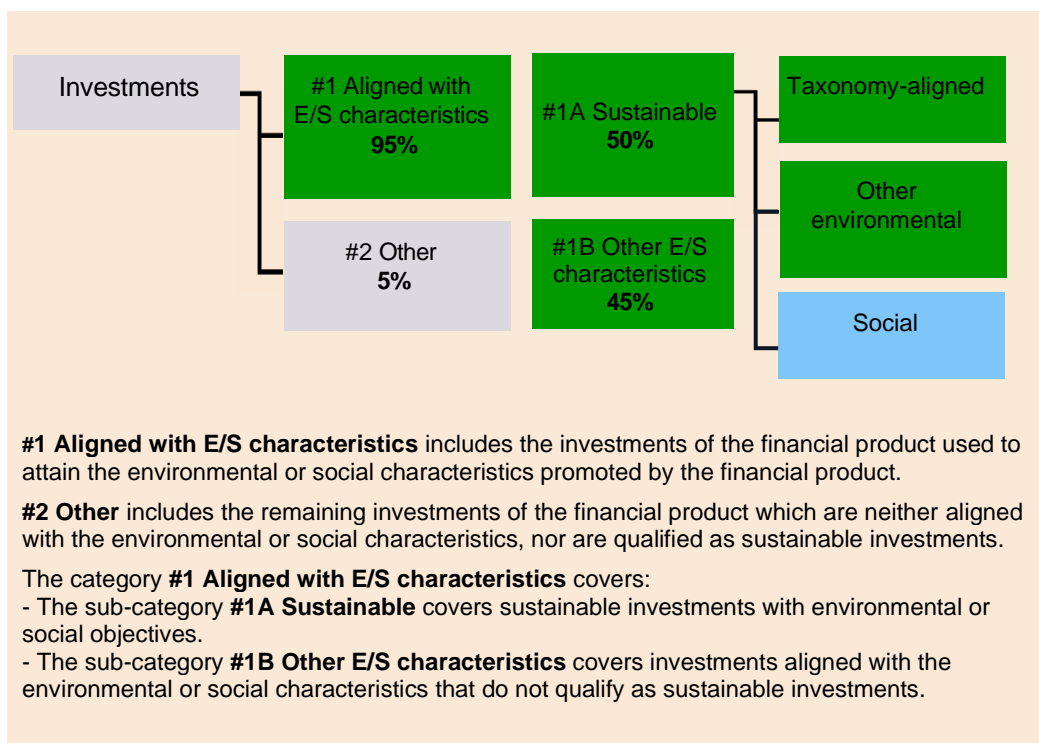 Investments
#1 Aligned with
E/S characteristics
95%
#2 Other
5%
#1A Sustainable
50%
#1B Other E/S
characteristics
45%
Taxonomy-aligned
Other
environmental
Social
#1 Aligned with E/S characteristics includes the investments of the financial product used to
attain the environmental or social characteristics promoted by the financial product.
#2 Other includes the remaining investments of the financial product which are neither aligned
with the environmental or social characteristics, nor are qualified as sustainable investments.
The category #1 Aligned with E/S characteristics covers:
- The sub-category #1A Sustainable covers sustainable investments with environmental or
social objectives.
- The sub-category #1B Other E/S characteristics covers investments aligned with the
environmental or social characteristics that do not qualify as sustainable investments.